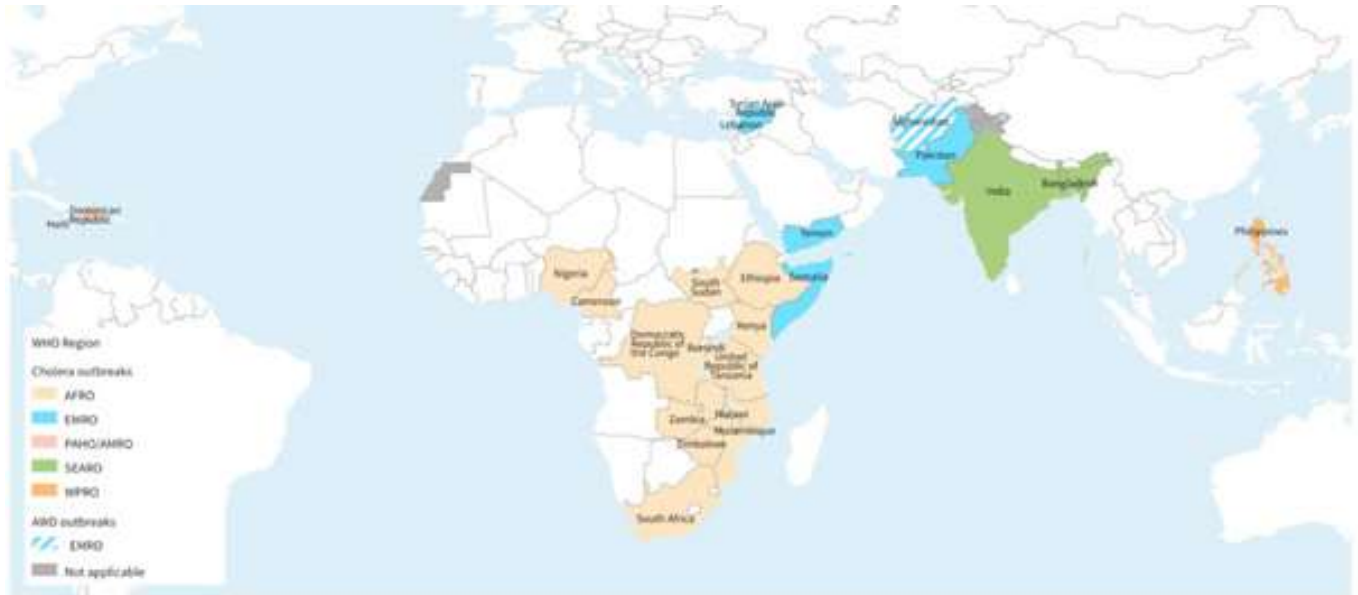 Syrian Arab
Republic
Lebanon
Afghanistan
Pakistan
India
Bangladesh
Dominican
Republic
Haiti
Yemen
Philippines
Nigeria
Cameroon
South
Sudan
Ethiopia
Somalia
Kenya
Democratic
Republic of
the Congo
Burundi
United
Republic of
Tanzania
Zambia
Malawi
Mozambique
Zimbabwe
South Africa
WHO Region
Cholera outbreaks
AFRO
EMRO
PAHO/AMRO
SEARO
WPRO
AWD outbreaks
EMRO
Not applicable